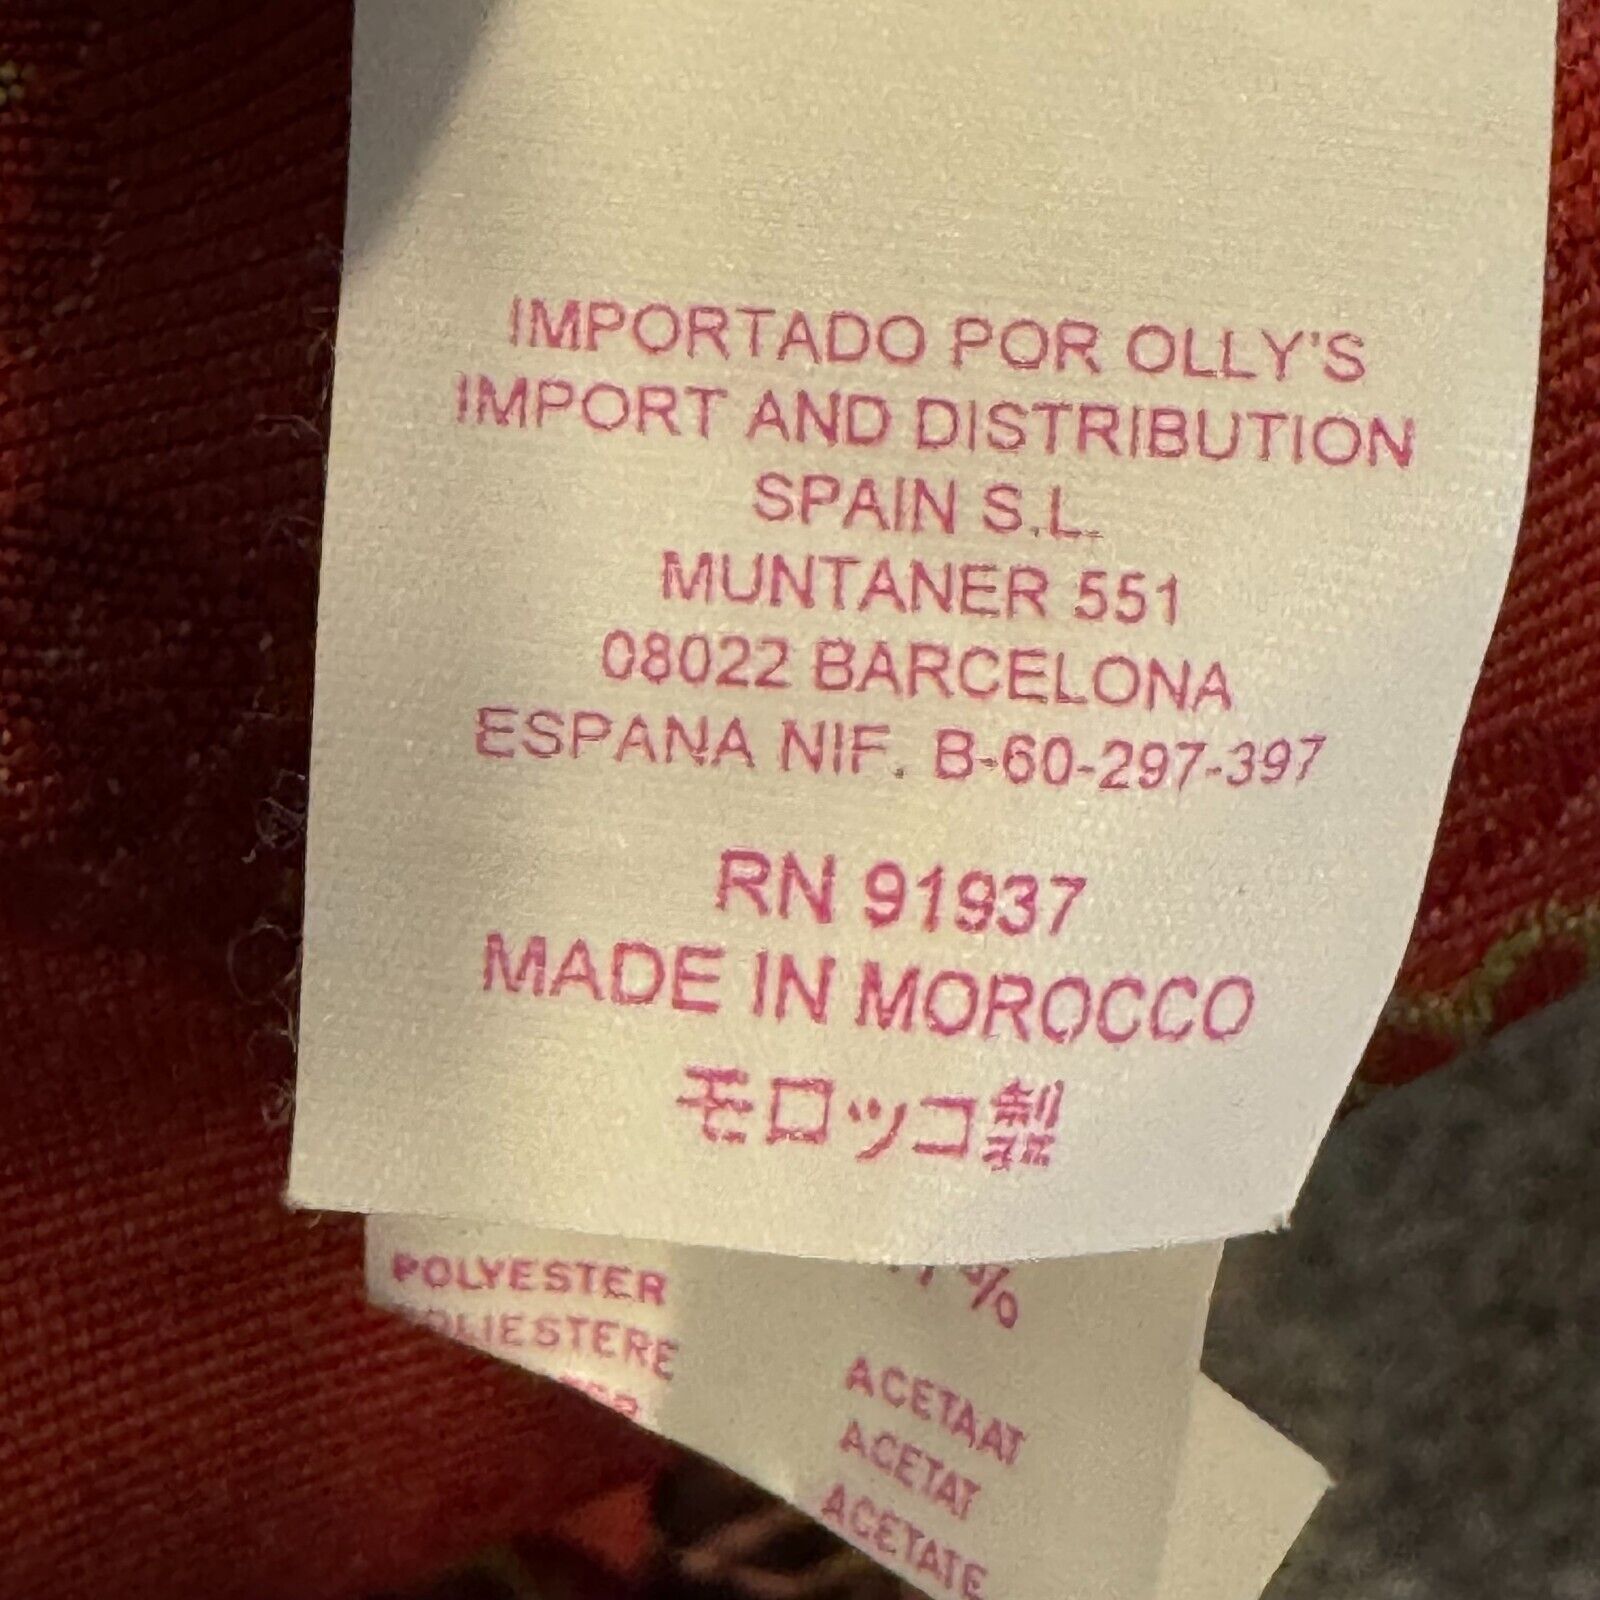 IMPORTADO POR OLLY'S
IMPORT AND DISTRIBUTION
SPAIN S.L.
MUNTANER 551
08022 BARCELONA
ESPANA NIF. B-60-297-397
RN 91937
MADE IN MOROCCO
モロッコ製
POLYESTER
POLIESTERE
%
ACETAAT
ACETAT
ACETATE